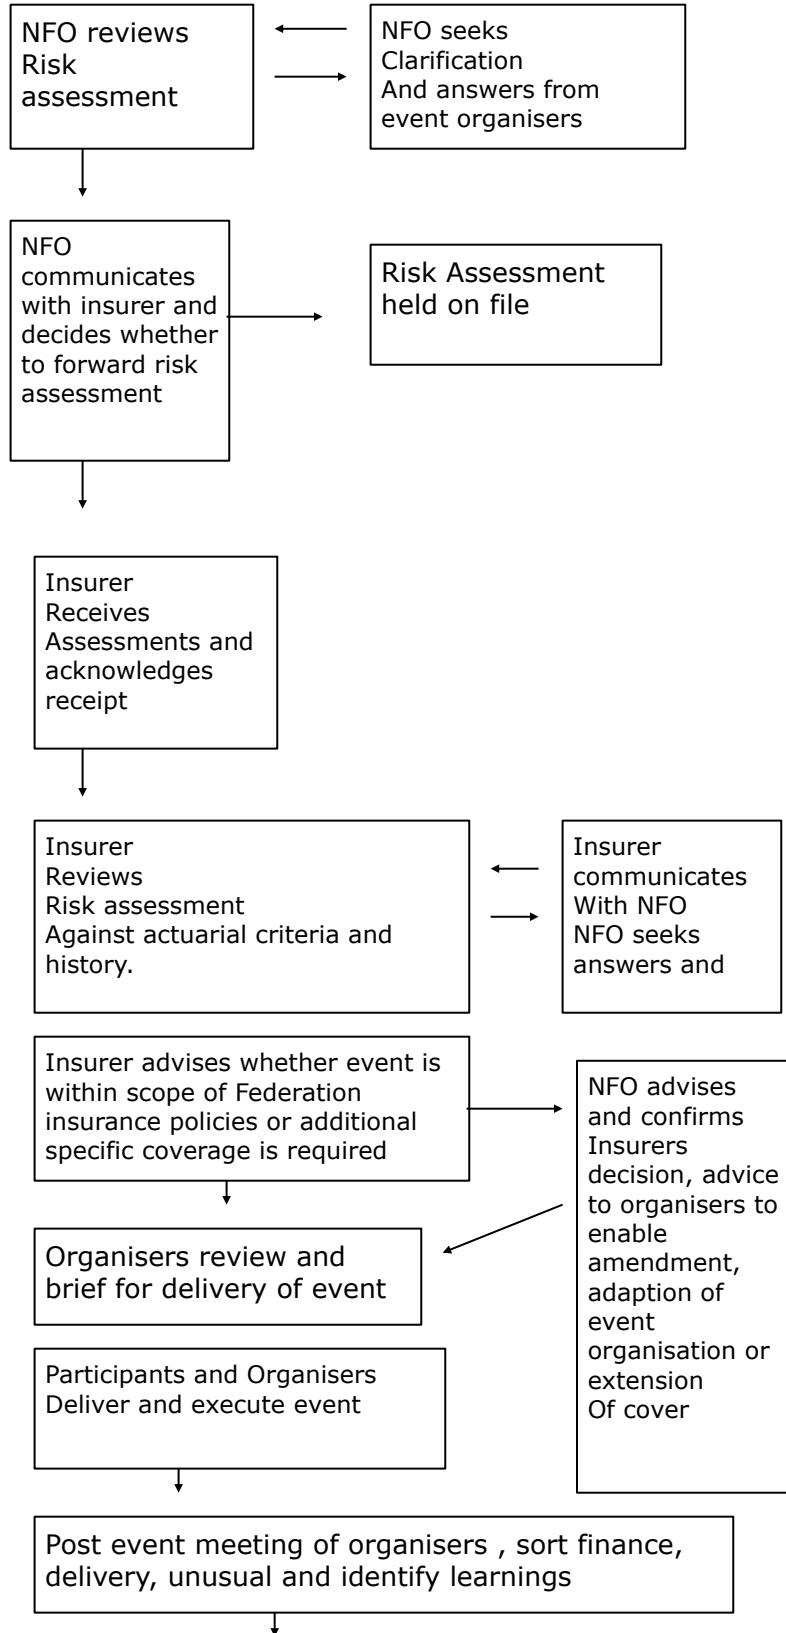 NFO reviews
Risk
assessment
NFO seeks
Clarification
And answers from
event organisers
NFO
communicates
with insurer and
decides whether
to forward risk
assessment
Risk Assessment
held on file
Insurer
Receives
Assessments and
acknowledges
receipt
Insurer
Reviews
Risk assessment
Against actuarial criteria and
history.
Insurer
communicates
With NFO
NFO seeks
answers and
Insurer advises whether event is
within scope of Federation
insurance policies or additional
specific coverage is required
NFO advises
and confirms
Insurers
decision, advice
to organisers to
enable
amendment,
adaption of
event
organisation or
extension
Of cover
Organisers review and
brief for delivery of event
Participants and Organisers
Deliver and execute event
Post event meeting of organisers , sort finance,
delivery, unusual and identify learnings